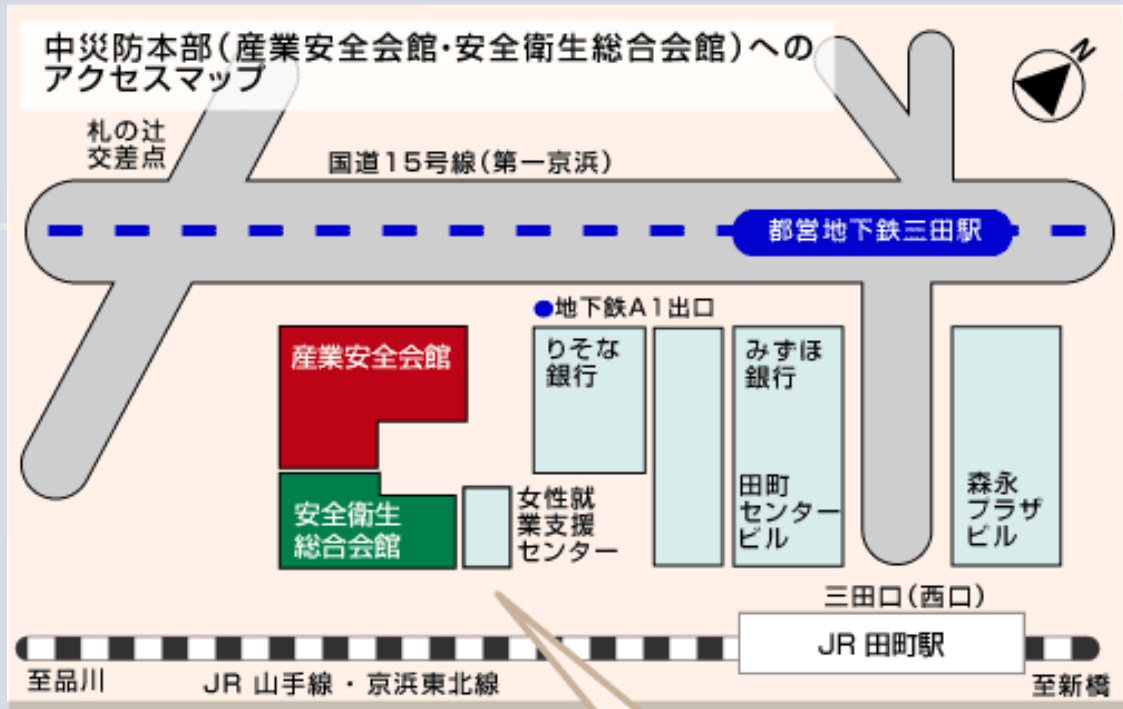 中災防本部(産業安全会館・安全衛生総合会館)への
アクセスマップ
N
札の辻
交差点
国道15号線(第一京浜)
都営地下鉄三田駅
●地下鉄A1出口
産業安全会館
りそな
銀行
みずほ
銀行
安全衛生
総合会館
女性就
業支援
センター
田町
センター
ビル
森永
プラザ
ビル
三田口(西口)
JR 田町駅
至品川
JR 山手線・京浜東北線
至新橋